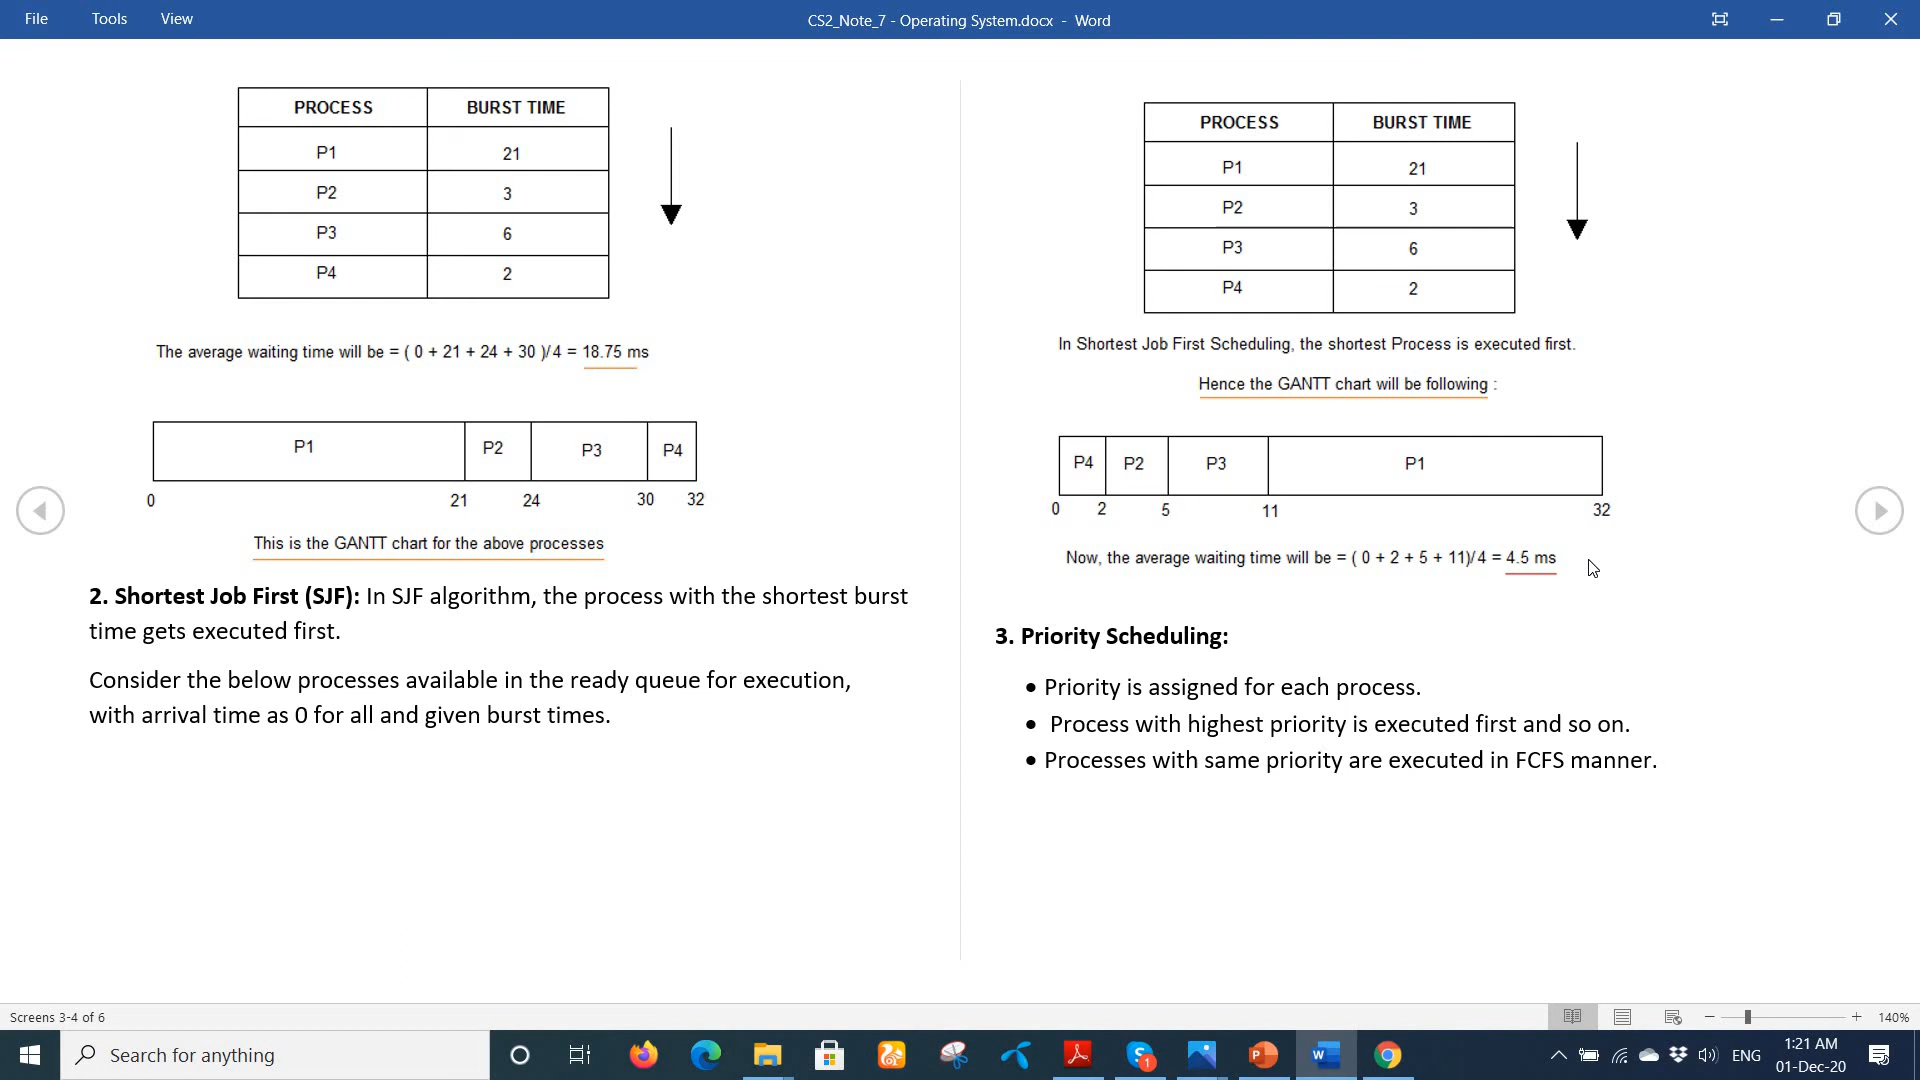 File Tools View
CS2_Note_7 - Operating System.docx - Word
PROCESS BURST TIME
P1 21
P2 3
P3 6
P4 2
The average waiting time will be = ( 0 + 21 + 24 + 30 )/4 = 18.75 ms
P1 P2 P3 P4
0 21 24 30 32
This is the GANTT chart for the above processes
2. Shortest Job First (SJF): In SJF algorithm, the process with the shortest burst
time gets executed first.
Consider the below processes available in the ready queue for execution,
with arrival time as 0 for all and given burst times.
PROCESS BURST TIME
P1 21
P2 3
P3 6
P4 2
In Shortest Job First Scheduling, the shortest Process is executed first.
Hence the GANTT chart will be following :
P4 P2 P3 P1
0 2 5 11 32
Now, the average waiting time will be = ( 0 + 2 + 5 + 11)/4 = 4.5 ms
3. Priority Scheduling:
• Priority is assigned for each process.
• Process with highest priority is executed first and so on.
• Processes with same priority are executed in FCFS manner.
Screens 3-4 of 6
140%
Search for anything
1
ENG
1:21 AM
01-Dec-20